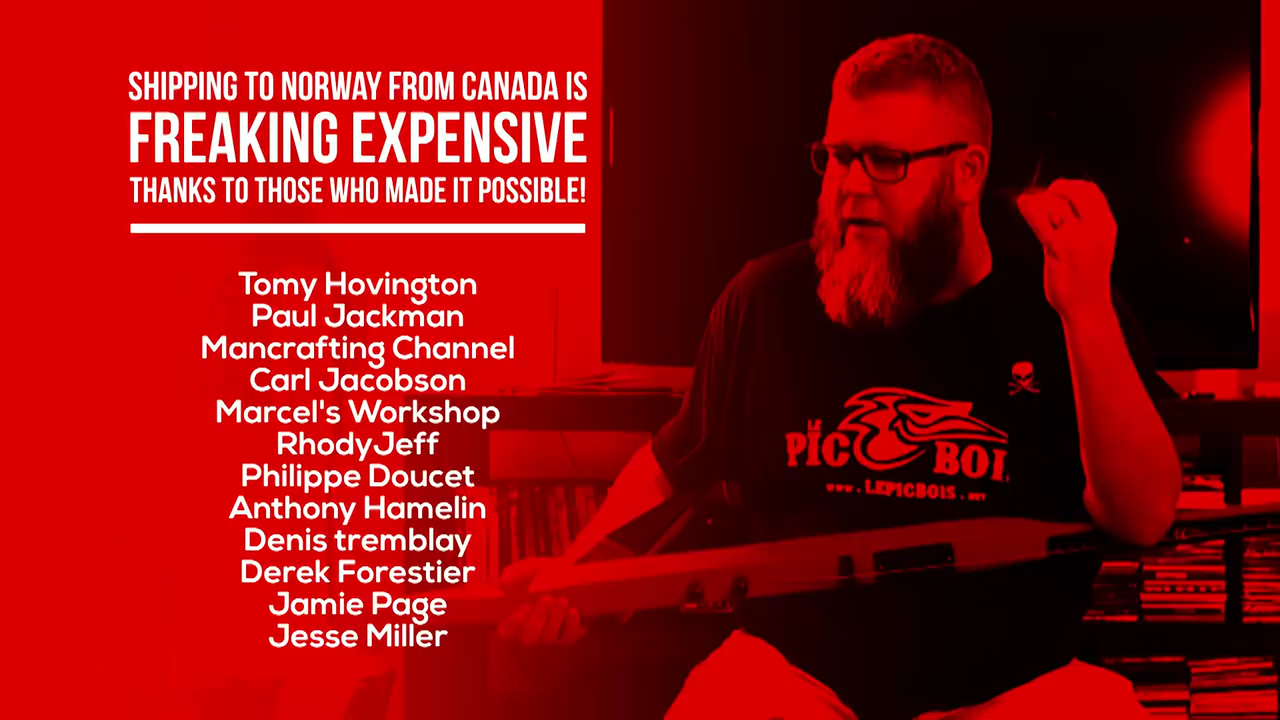 SHIPPING TO NORWAY FROM CANADA IS
FREAKING EXPENSIVE
THANKS TO THOSE WHO MADE IT POSSIBLE!
Tomy Hovington
Paul Jackman
Mancrafting Channel
Carl Jacobson
Marcel's Workshop
RhodyJeff
Philippe Doucet
Anthony Hamelin
Denis tremblay
Derek Forestier
Jamie Page
Jesse Miller
LE
PIC BOI
www.LEPICBOIS.NET